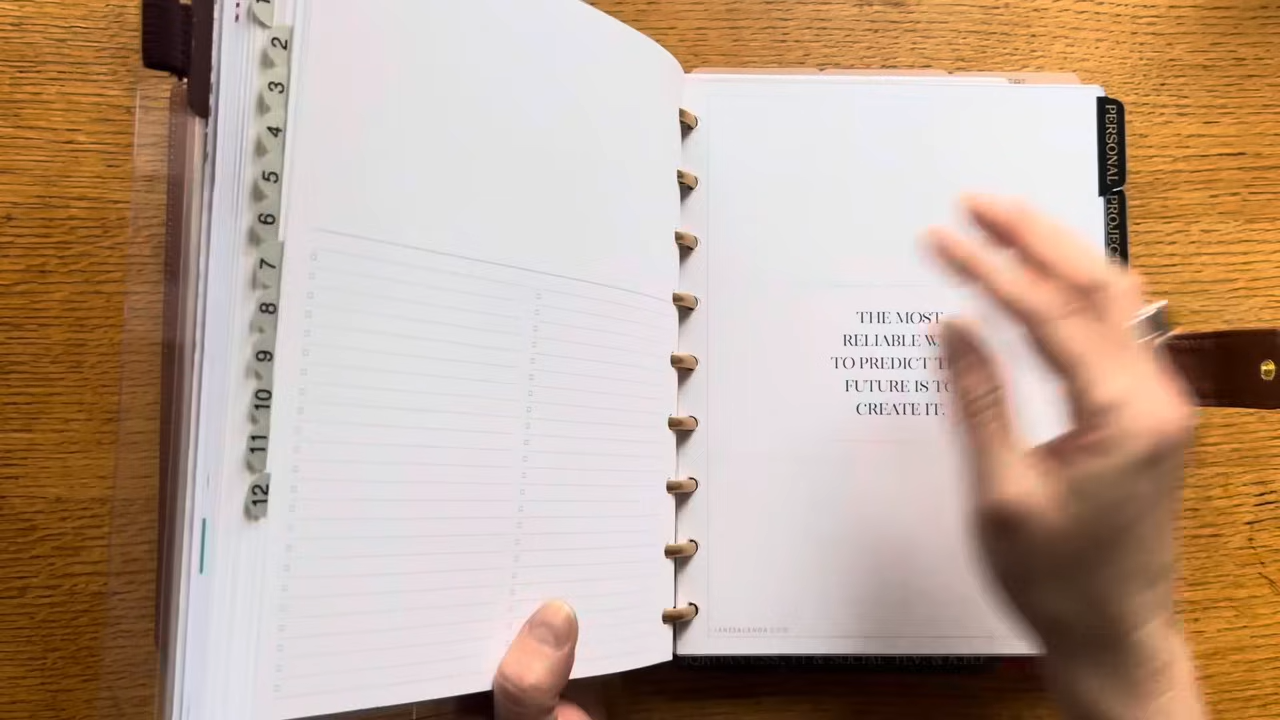 2
3
4
5
6
7
8
9
10
11
12
THE MOST
RELIABLE W
TO PREDICT T
FUTURE IS TO
CREATE IT.
PERSONAL
PROJECT